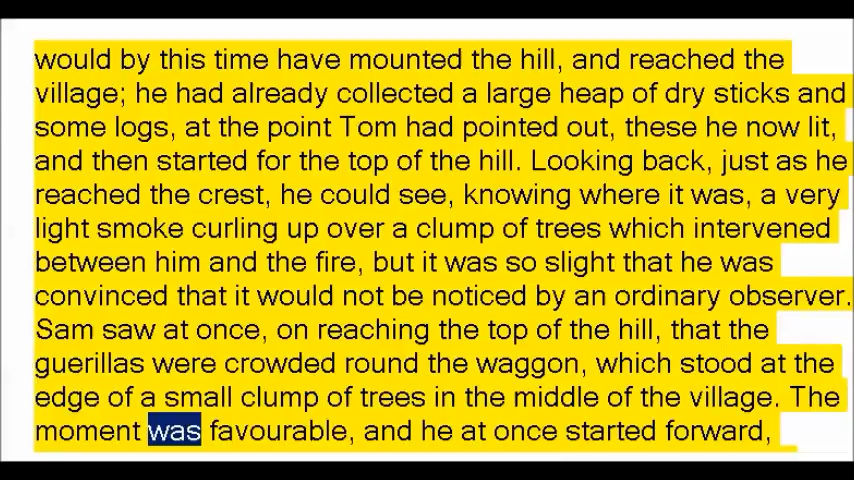 would by this time have mounted the hill, and reached the
village; he had already collected a large heap of dry sticks and
some logs, at the point Tom had pointed out, these he now lit,
and then started for the top of the hill. Looking back, just as he
reached the crest, he could see, knowing where it was, a very
light smoke curling up over a clump of trees which intervened
between him and the fire, but it was so slight that he was
convinced that it would not be noticed by an ordinary observer.
Sam saw at once, on reaching the top of the hill, that the
guerillas were crowded round the waggon, which stood at the
edge of a small clump of trees in the middle of the village. The
moment was favourable, and he at once started forward,